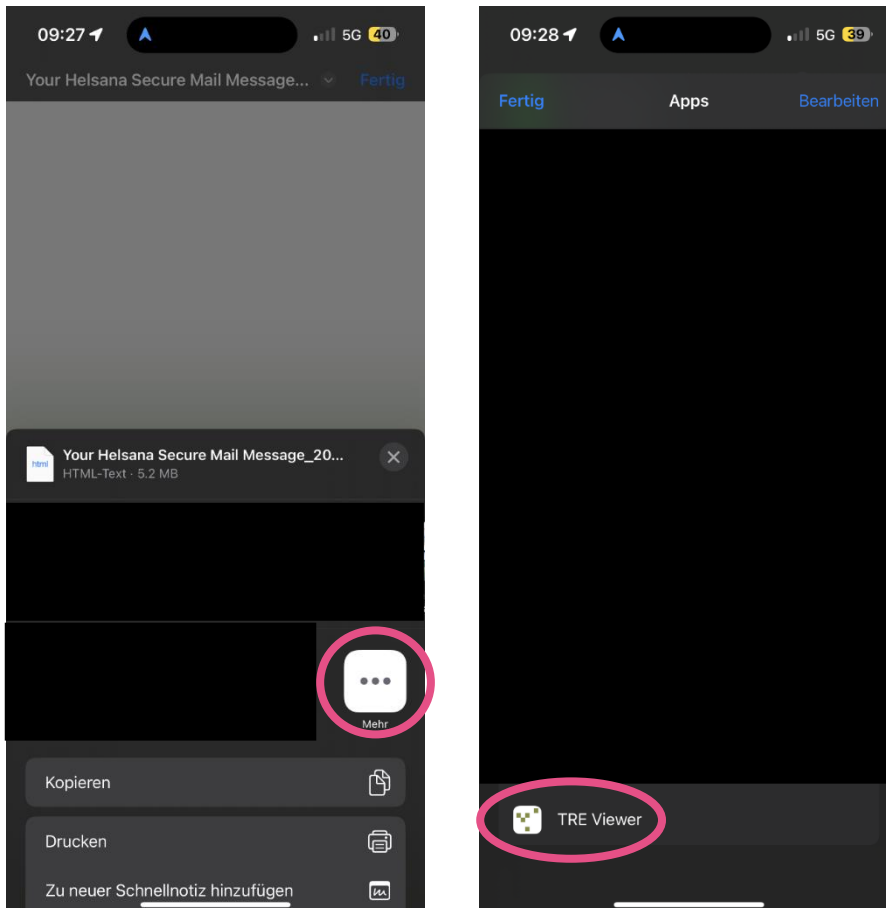 09:27
5G 40
Your Helsana Secure Mail Message...
Fertig
html
Your Helsana Secure Mail Message_20...
HTML-Text · 5.2 MB
Mehr
Kopieren
Drucken
Zu neuer Schnellnotiz hinzufügen
09:28
5G 39
Fertig
Apps
Bearbeiten
TRE Viewer